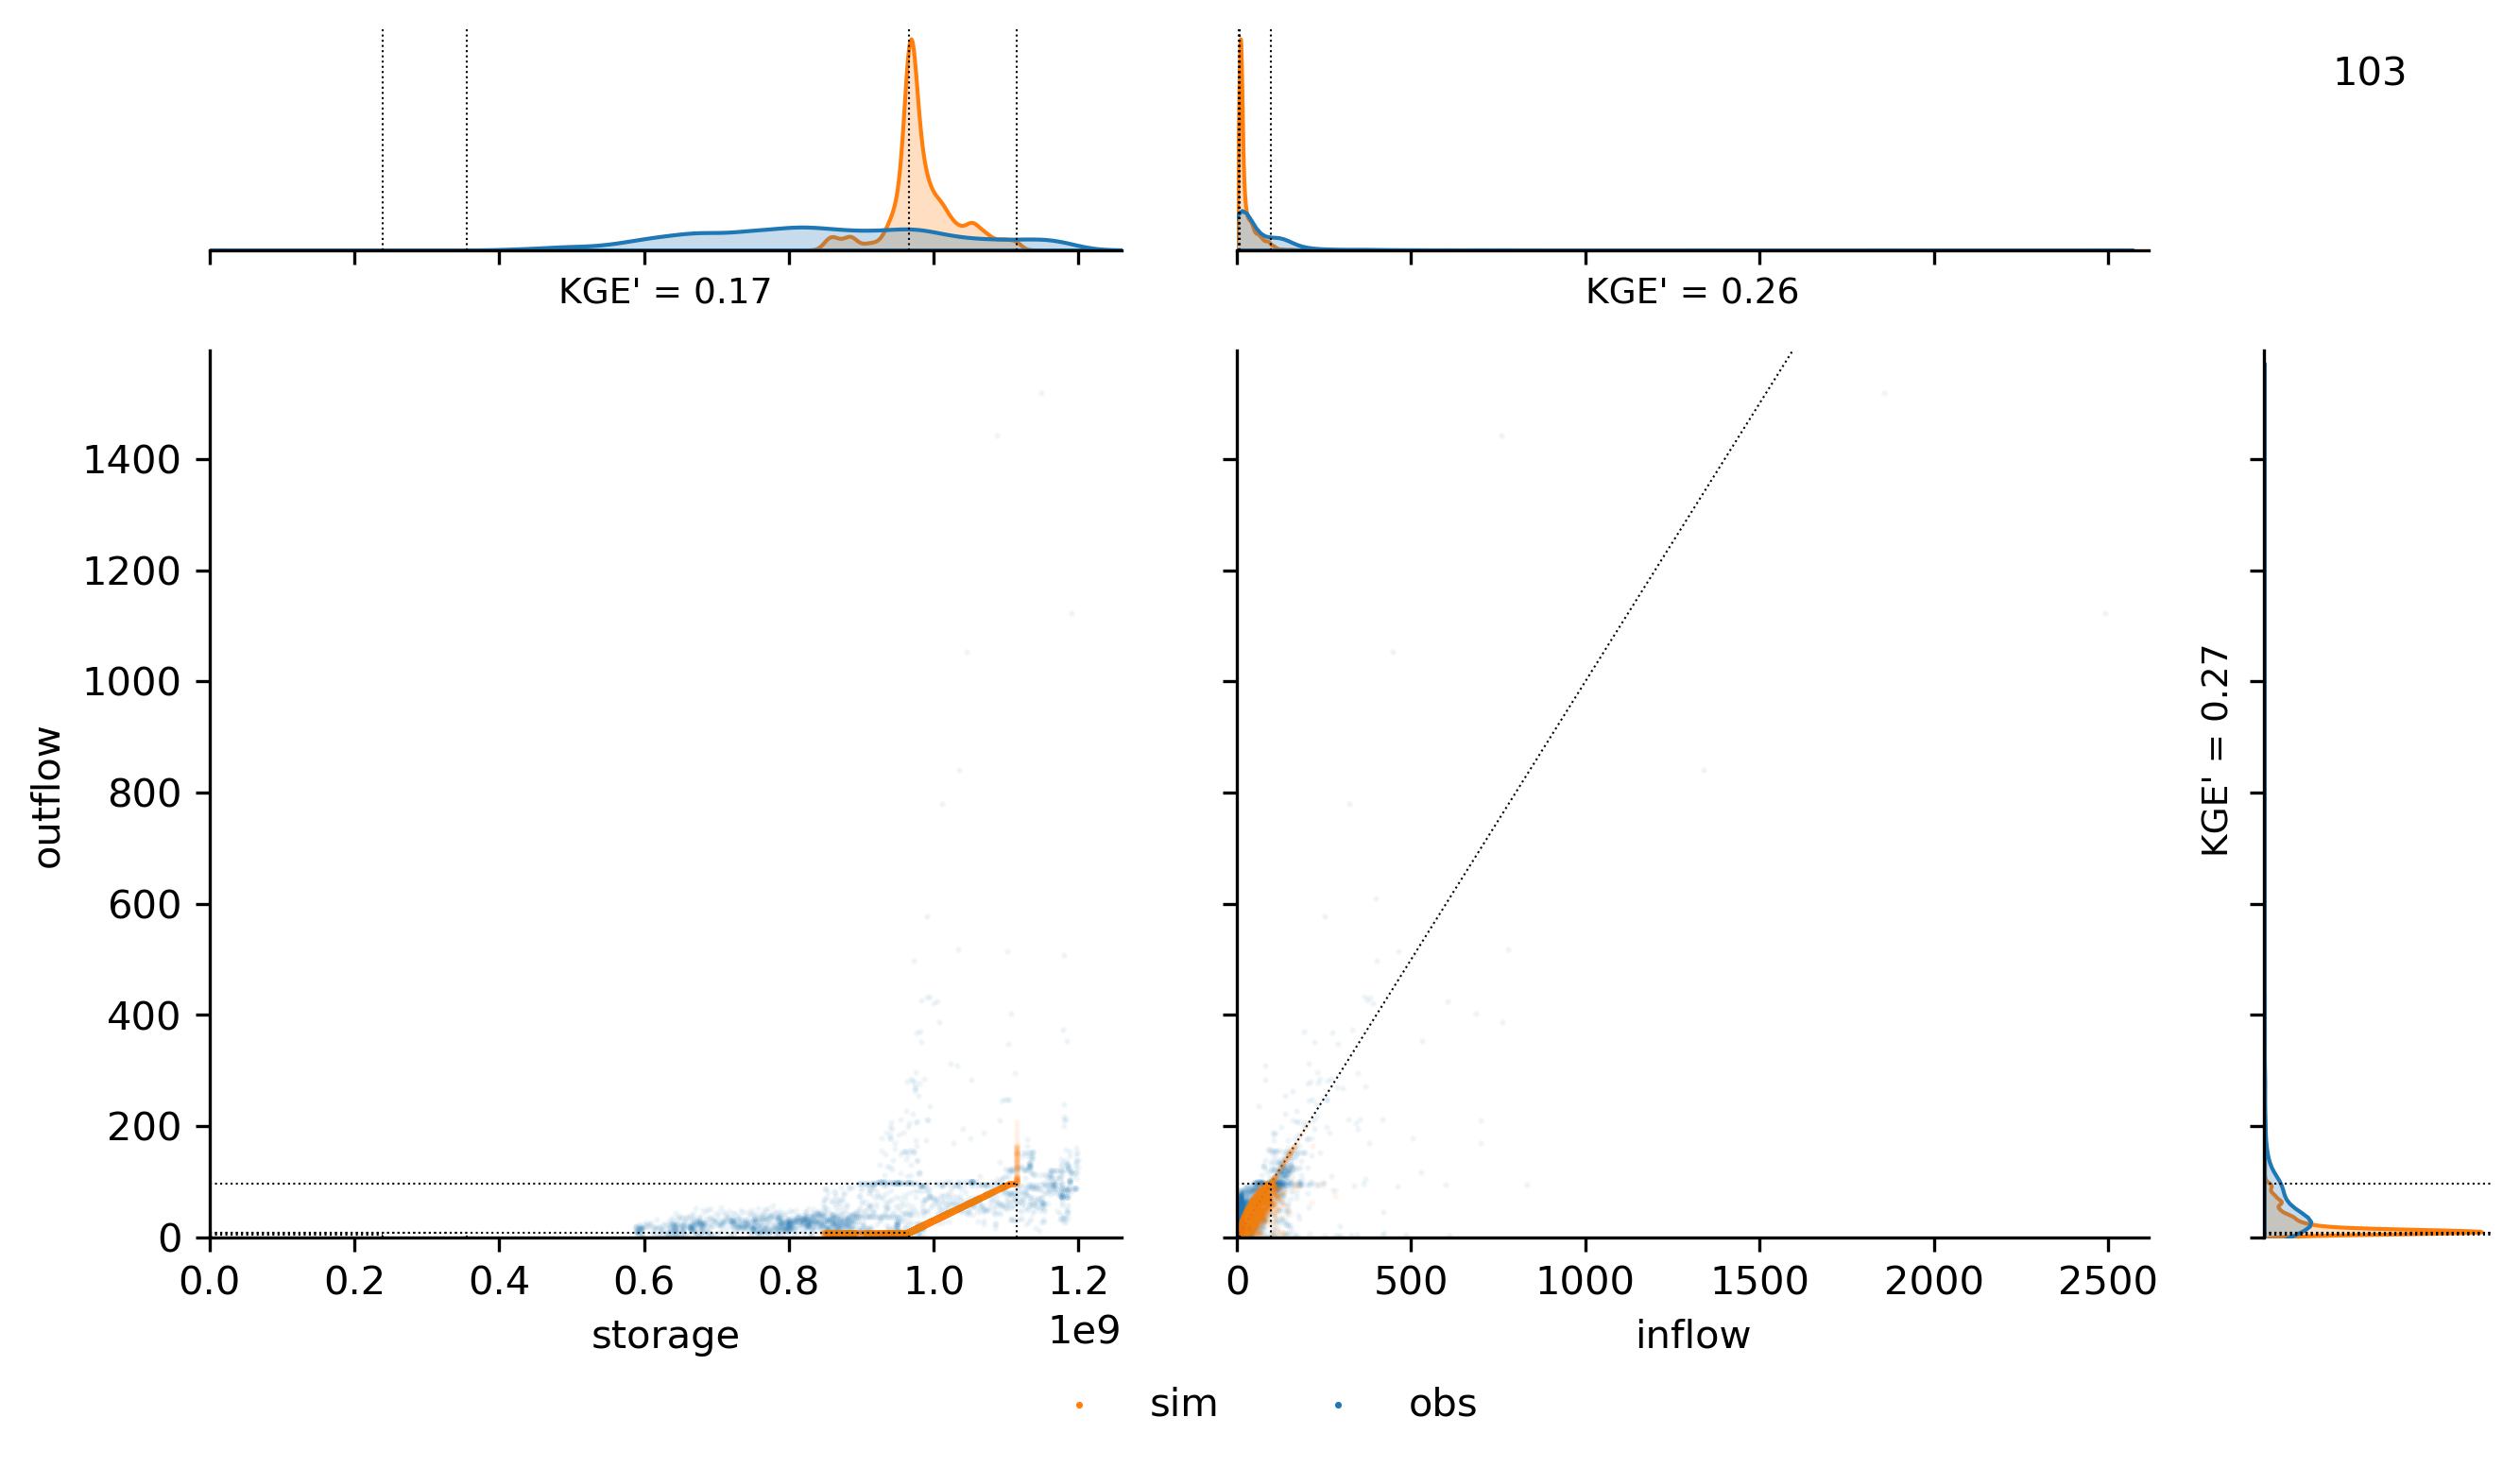 103
KGE' = 0.17
KGE' = 0.26
outflow
1400
1200
1000
800
600
400
200
0
0.0 0.2 0.4 0.6 0.8 1.0 1.2
1e9
storage
0 500 1000 1500 2000 2500
inflow
KGE' = 0.27
sim obs